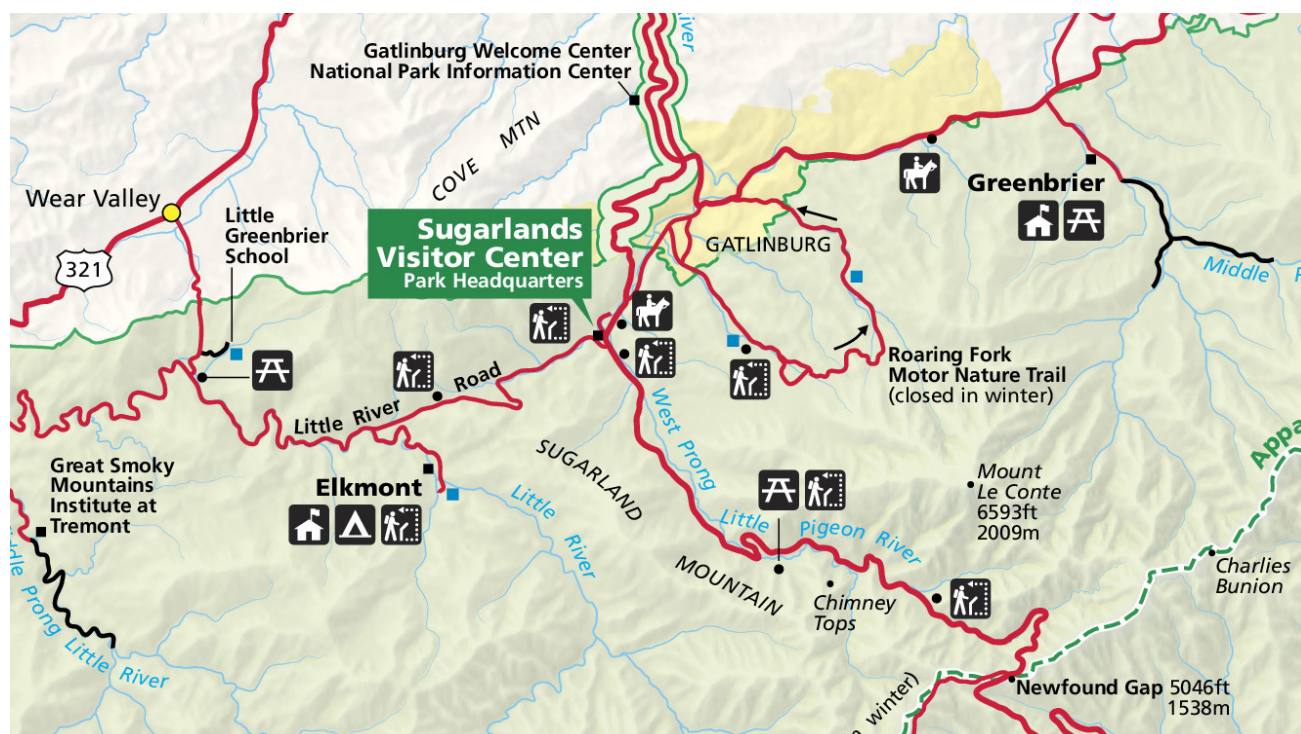 River
Gatlinburg Welcome Center
National Park Information Center
COVE MTN
Wear Valley
321
Little
Greenbrier
School
Sugarlands
Visitor Center
Park Headquarters
GATLINBURG
Greenbrier
Middle
Roaring Fork
Motor Nature Trail
(closed in winter)
Little River Road
West Prong
Little Pigeon River
SUGARLAND
MOUNTAIN
Great Smoky
Mountains
Institute at
Tremont
Elkmont
Little
River
Mount
Le Conte
6593ft
2009m
Appa
Charlies
Bunion
Chimney
Tops
Prong Little River
winter)
Newfound Gap 5046ft
1538m